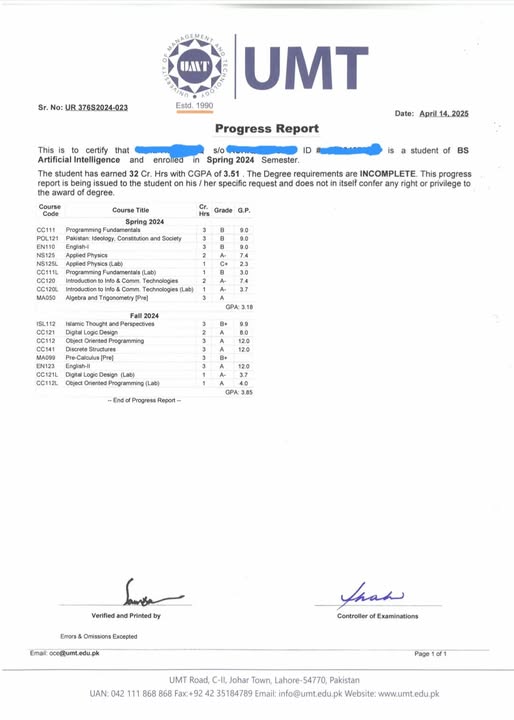 UNIVERSITY OF MANAGEMENT AND TECHNOLOGY
UMT
Estd. 1990
UMT
Sr. No: UR 376S2024-023
Date: April 14, 2025
Progress Report
This is to certify that s/o ID # is a student of BS
Artificial Intelligence and enrolled in Spring 2024 Semester.
The student has earned 32 Cr. Hrs with CGPA of 3.51 . The Degree requirements are INCOMPLETE. This progress
report is being issued to the student on his / her specific request and does not in itself confer any right or privilege to
the award of degree.
Course Code Course Title Cr. Hrs Grade G.P.
Spring 2024
CC111 Programming Fundamentals 3 B 9.0
POL121 Pakistan: Ideology, Constitution and Society 3 B 9.0
EN110 English-I 3 B 9.0
NS125 Applied Physics 2 A- 7.4
NS125L Applied Physics (Lab) 1 C+ 2.3
CC111L Programming Fundamentals (Lab) 1 B 3.0
CC120 Introduction to Info & Comm. Technologies 2 A- 7.4
CC120L Introduction to Info & Comm. Technologies (Lab) 1 A- 3.7
MA050 Algebra and Trigonometry [Pre] 3 A
GPA: 3.18
Fall 2024
ISL112 Islamic Thought and Perspectives 3 B+ 9.9
CC121 Digital Logic Design 2 A 8.0
CC112 Object Oriented Programming 3 A 12.0
CC141 Discrete Structures 3 A 12.0
MA099 Pre-Calculus [Pre] 3 B+
EN123 English-II 3 A 12.0
CC121L Digital Logic Design (Lab) 1 A- 3.7
CC112L Object Oriented Programming (Lab) 1 A 4.0
GPA: 3.85
-- End of Progress Report --
Verified and Printed by
Controller of Examinations
Errors & Omissions Excepted
Email: oce@umt.edu.pk
Page 1 of 1
UMT Road, C-II, Johar Town, Lahore-54770, Pakistan
UAN: 042 111 868 868 Fax:+92 42 35184789 Email: info@umt.edu.pk Website: www.umt.edu.pk